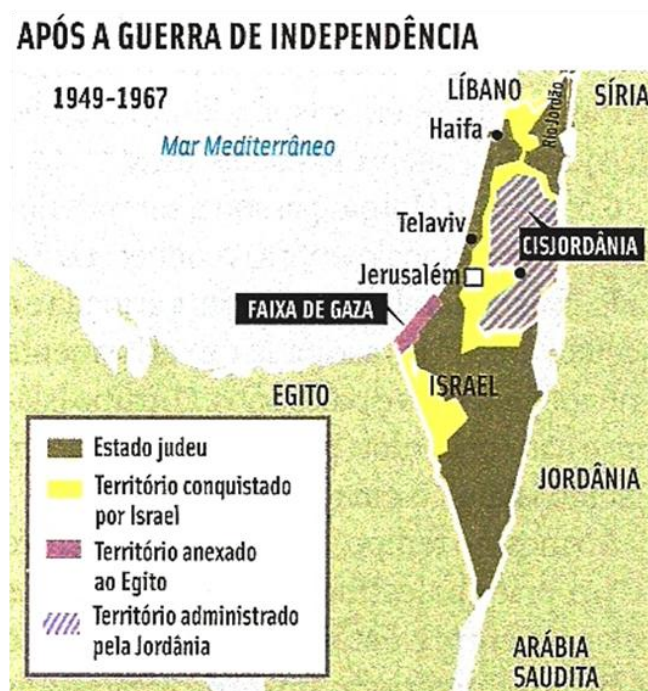 APÓS A GUERRA DE INDEPENDÊNCIA
1949-1967
LÍBANO
SÍRIA
Rio Jordão
Haifa
Mar Mediterrâneo
Telaviv
CISJORDÂNIA
Jerusalém
FAIXA DE GAZA
EGITO
ISRAEL
JORDÂNIA
Estado judeu
Território conquistado
por Israel
Território anexado
ao Egito
Território administrado
pela Jordânia
ARÁBIA
SAUDITA